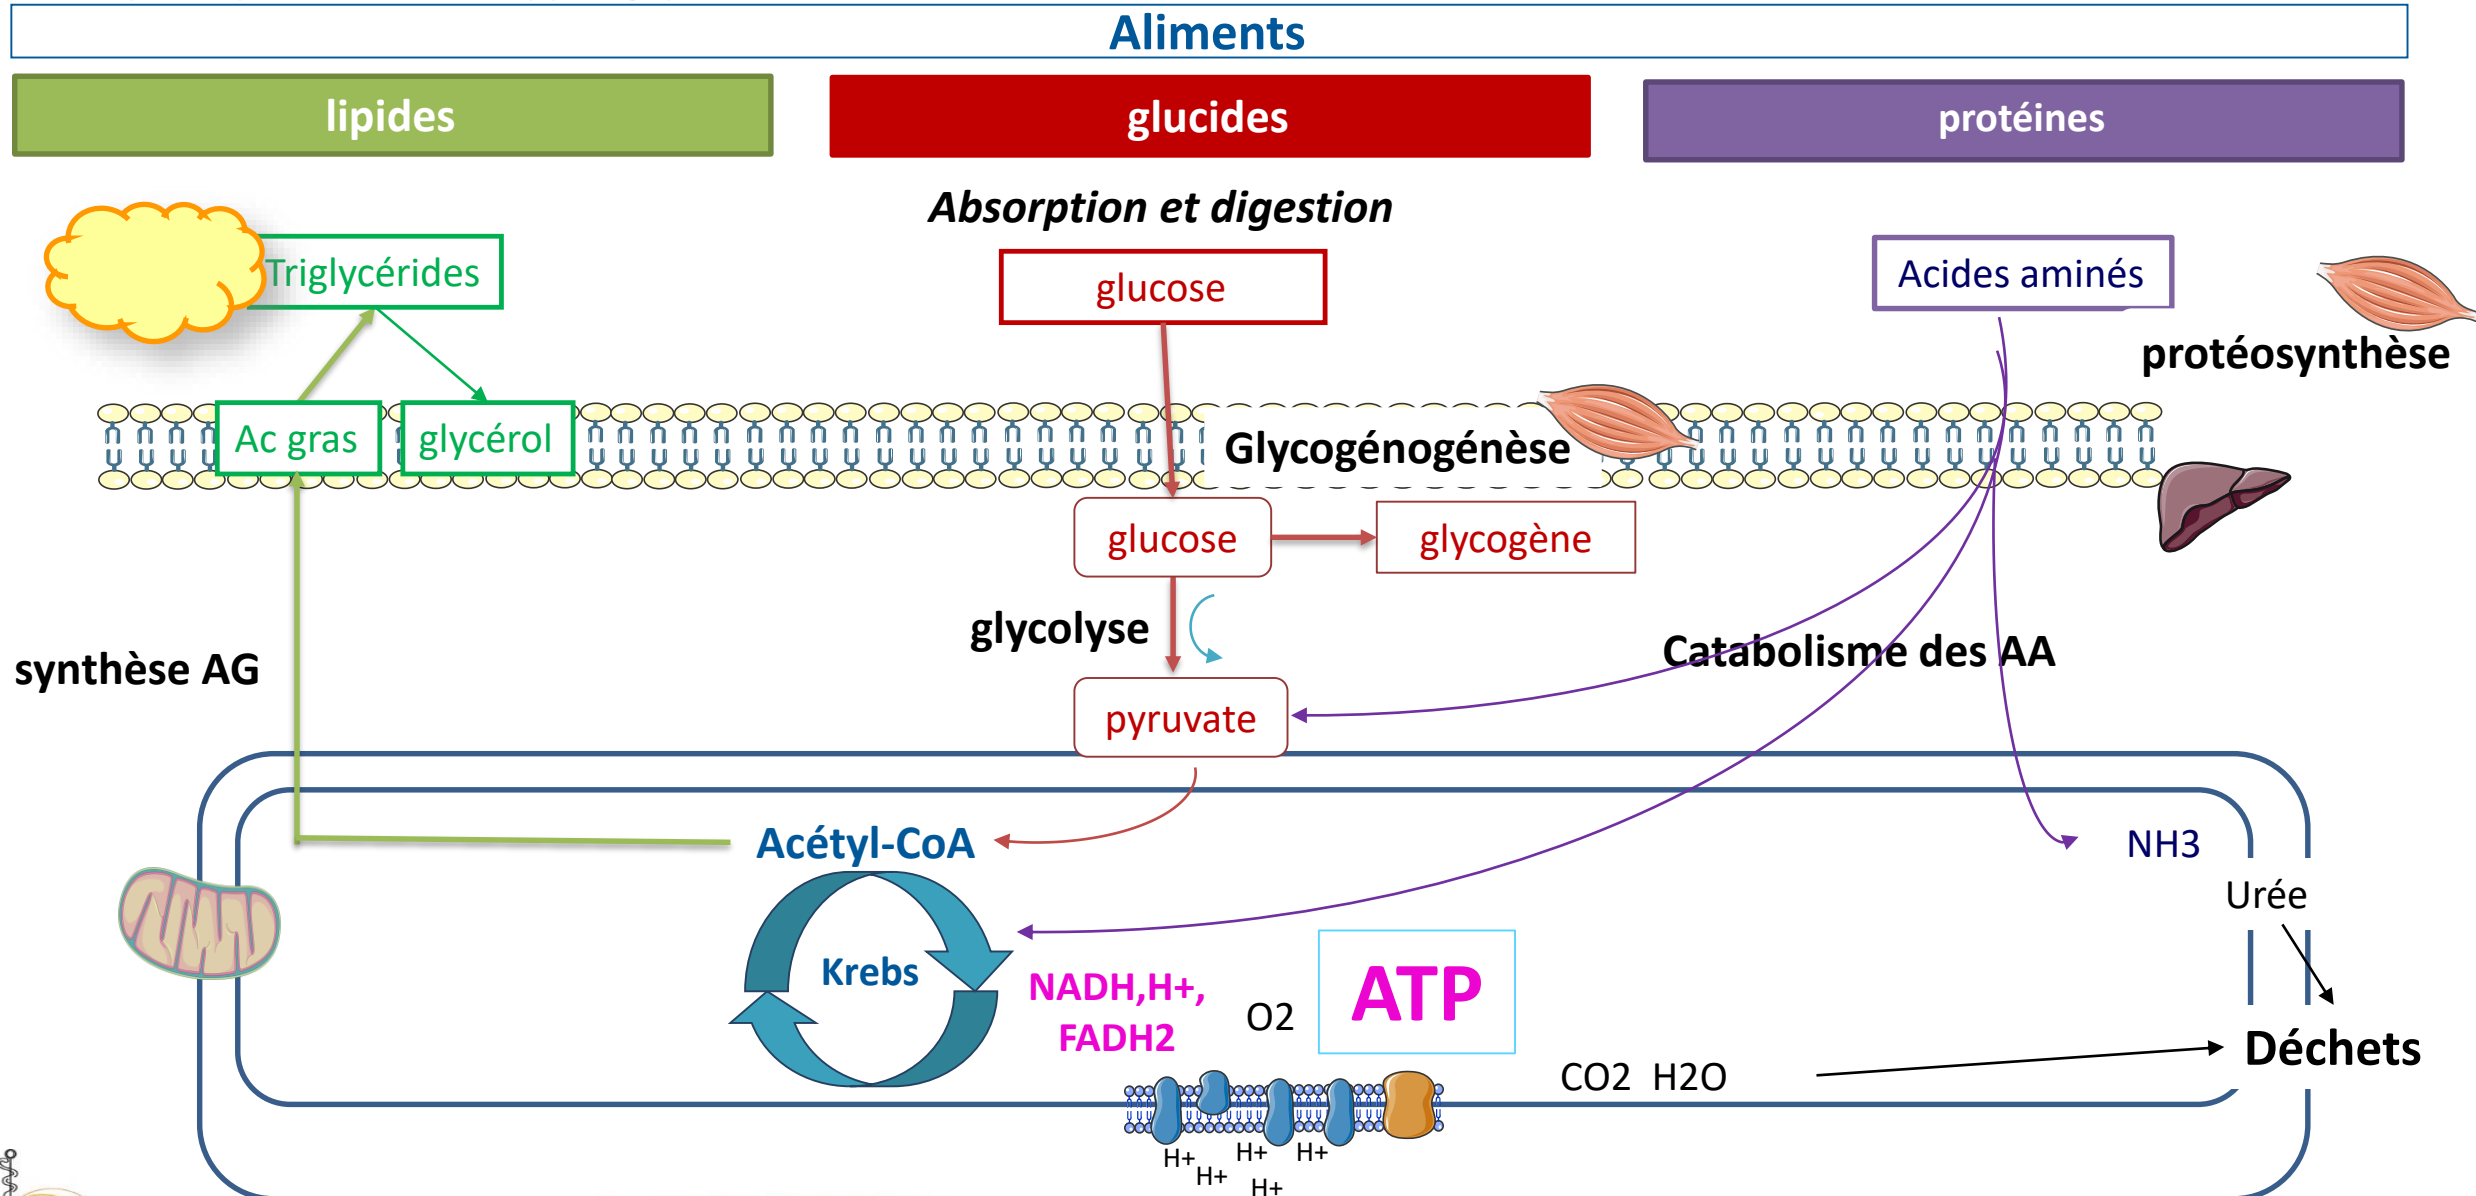 Aliments
lipides
glucides
protéines
Absorption et digestion
Triglycérides
glucose
Acides aminés
protéosynthèse
Ac gras
glycérol
Glycogénogénèse
glucose
glycogène
glycolyse
synthèse AG
Catabolisme des AA
pyruvate
Acétyl-CoA
NH3
Urée
Krebs
NADH,H+,
FADH2
O2
ATP
Déchets
CO2 H2O
H+
H+
H+
H+
H+